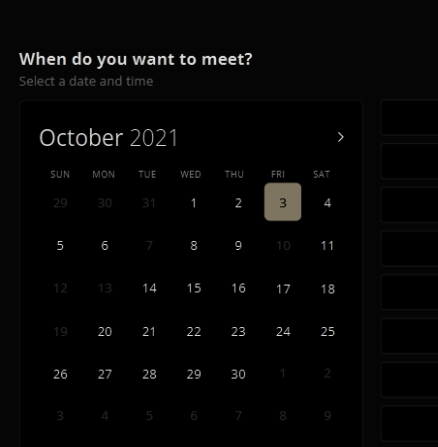 When do you want to meet?
Select a date and time
October 2021
SUN MON TUE WED THU FRI SAT
29 30 31 1 2 3 4
5 6 7 8 9 10 11
12 13 14 15 16 17 18
19 20 21 22 23 24 25
26 27 28 29 30 1 2
3 4 5 6 7 8 9